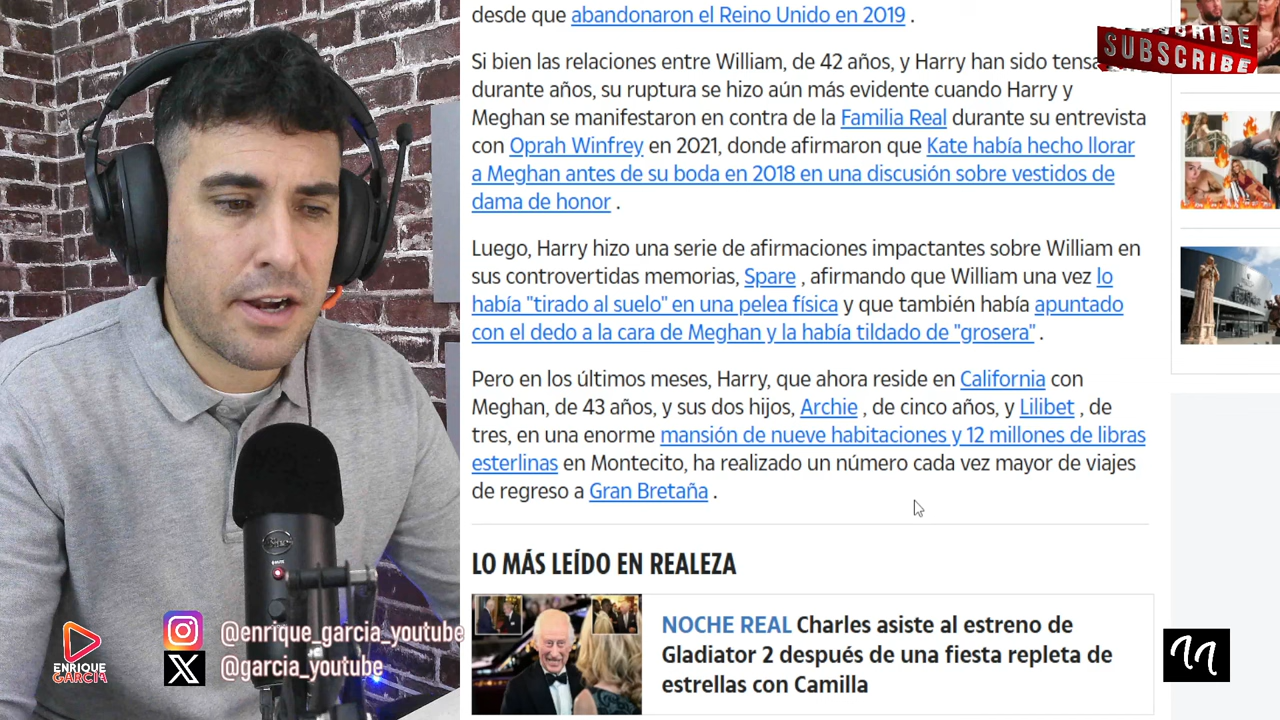 desde que abandonaron el Reino Unido en 2019 .
Si bien las relaciones entre William, de 42 años, y Harry han sido tensa
durante años, su ruptura se hizo aún más evidente cuando Harry y
Meghan se manifestaron en contra de la Familia Real durante su entrevista
con Oprah Winfrey en 2021, donde afirmaron que Kate había hecho llorar
a Meghan antes de su boda en 2018 en una discusión sobre vestidos de
dama de honor .
Luego, Harry hizo una serie de afirmaciones impactantes sobre William en
sus controvertidas memorias, Spare , afirmando que William una vez lo
había "tirado al suelo" en una pelea física y que también había apuntado
con el dedo a la cara de Meghan y la había tildado de "grosera" .
Pero en los últimos meses, Harry, que ahora reside en California con
Meghan, de 43 años, y sus dos hijos, Archie , de cinco años, y Lilibet , de
tres, en una enorme mansión de nueve habitaciones y 12 millones de libras
esterlinas en Montecito, ha realizado un número cada vez mayor de viajes
de regreso a Gran Bretaña .
LO MÁS LEÍDO EN REALEZA
NOCHE REAL Charles asiste al estreno de
Gladiator 2 después de una fiesta repleta de
estrellas con Camilla
SUBSCRIBE
SUBSCRIBE
ENRIQUE
GARCIA
@enrique_garcia_youtube
@garcia_youtube